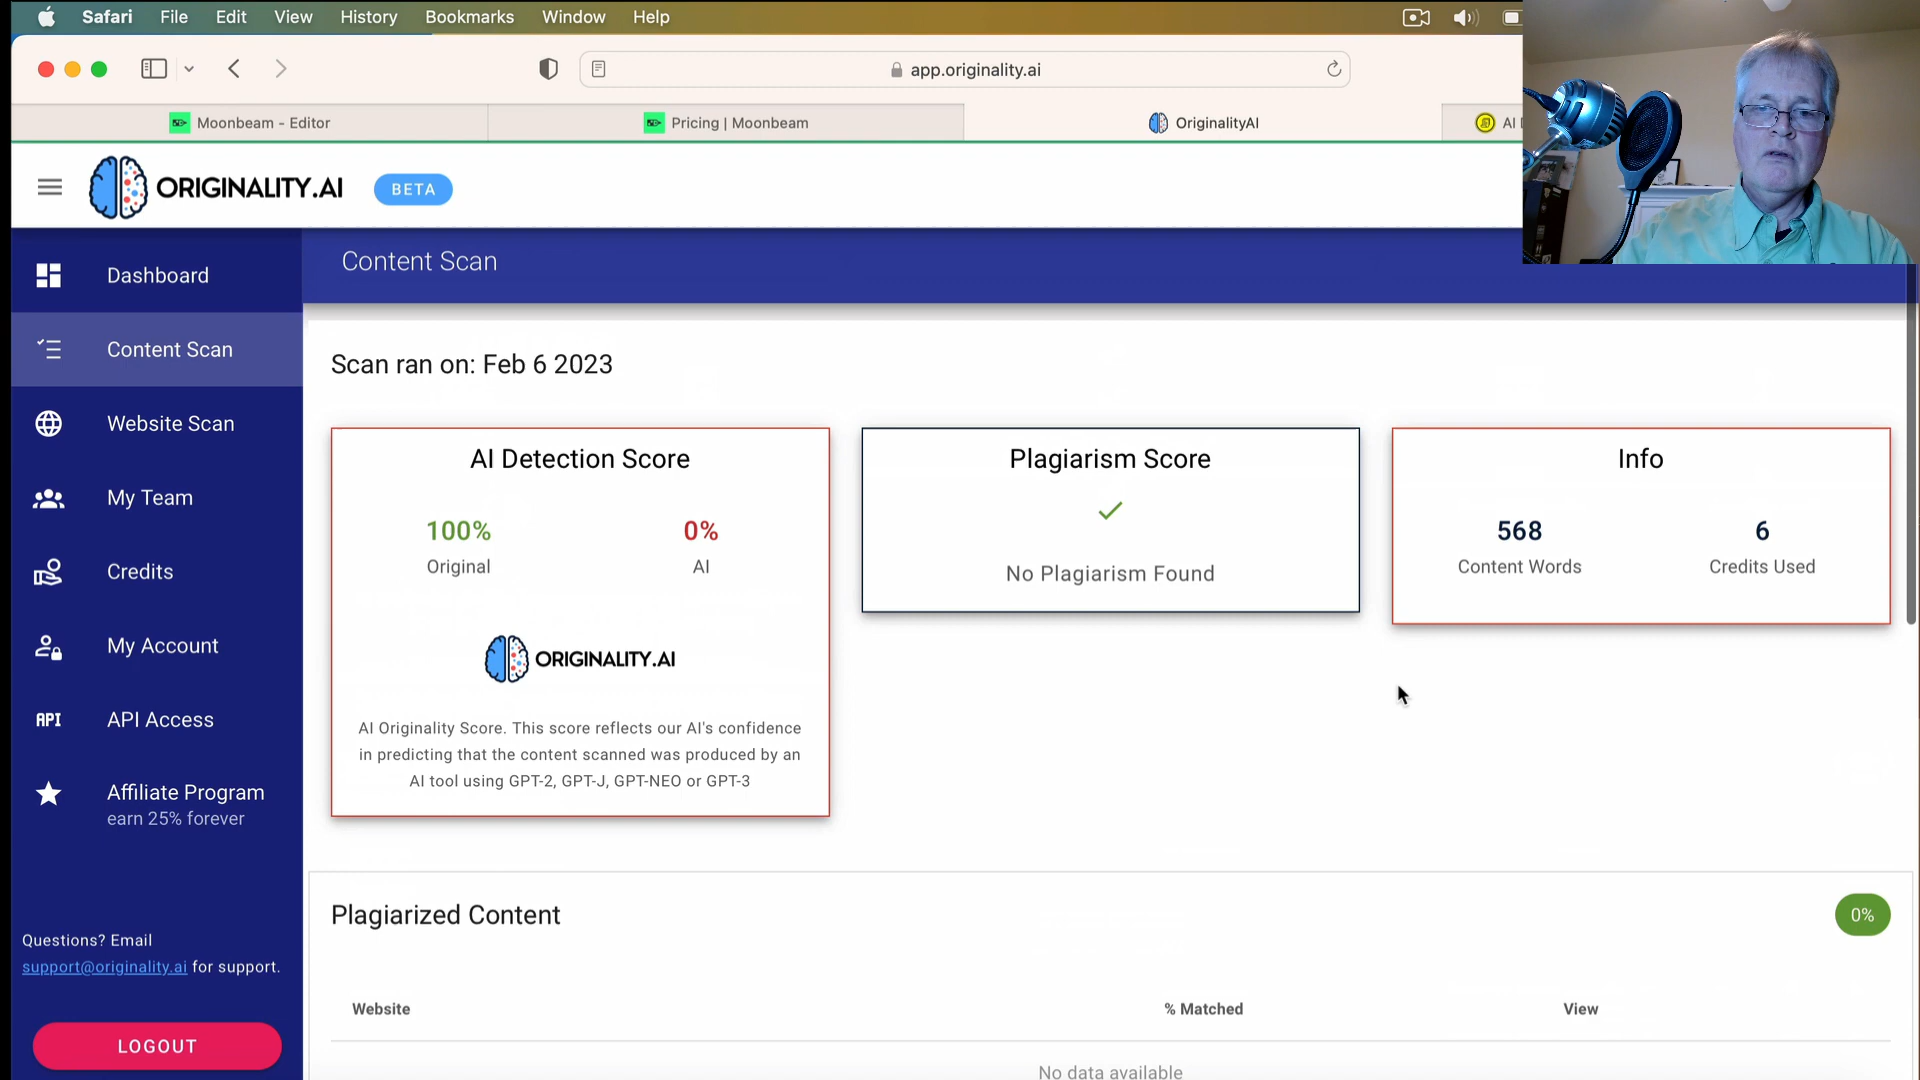 Safari File Edit View History Bookmarks Window Help
app.originality.ai
Moonbeam - Editor
Pricing | Moonbeam
OriginalityAI
AI
ORIGINALITY.AI
BETA
Dashboard
Content Scan
Website Scan
My Team
Credits
My Account
API API Access
Affiliate Program
earn 25% forever
Questions? Email
support@originality.ai for support.
LOGOUT
Content Scan
Scan ran on: Feb 6 2023
AI Detection Score
100% 0%
Original AI
ORIGINALITY.AI
AI Originality Score. This score reflects our AI's confidence
in predicting that the content scanned was produced by an
AI tool using GPT-2, GPT-J, GPT-NEO or GPT-3
Plagiarism Score
No Plagiarism Found
Info
568 6
Content Words Credits Used
Plagiarized Content
0%
Website % Matched View
No data available